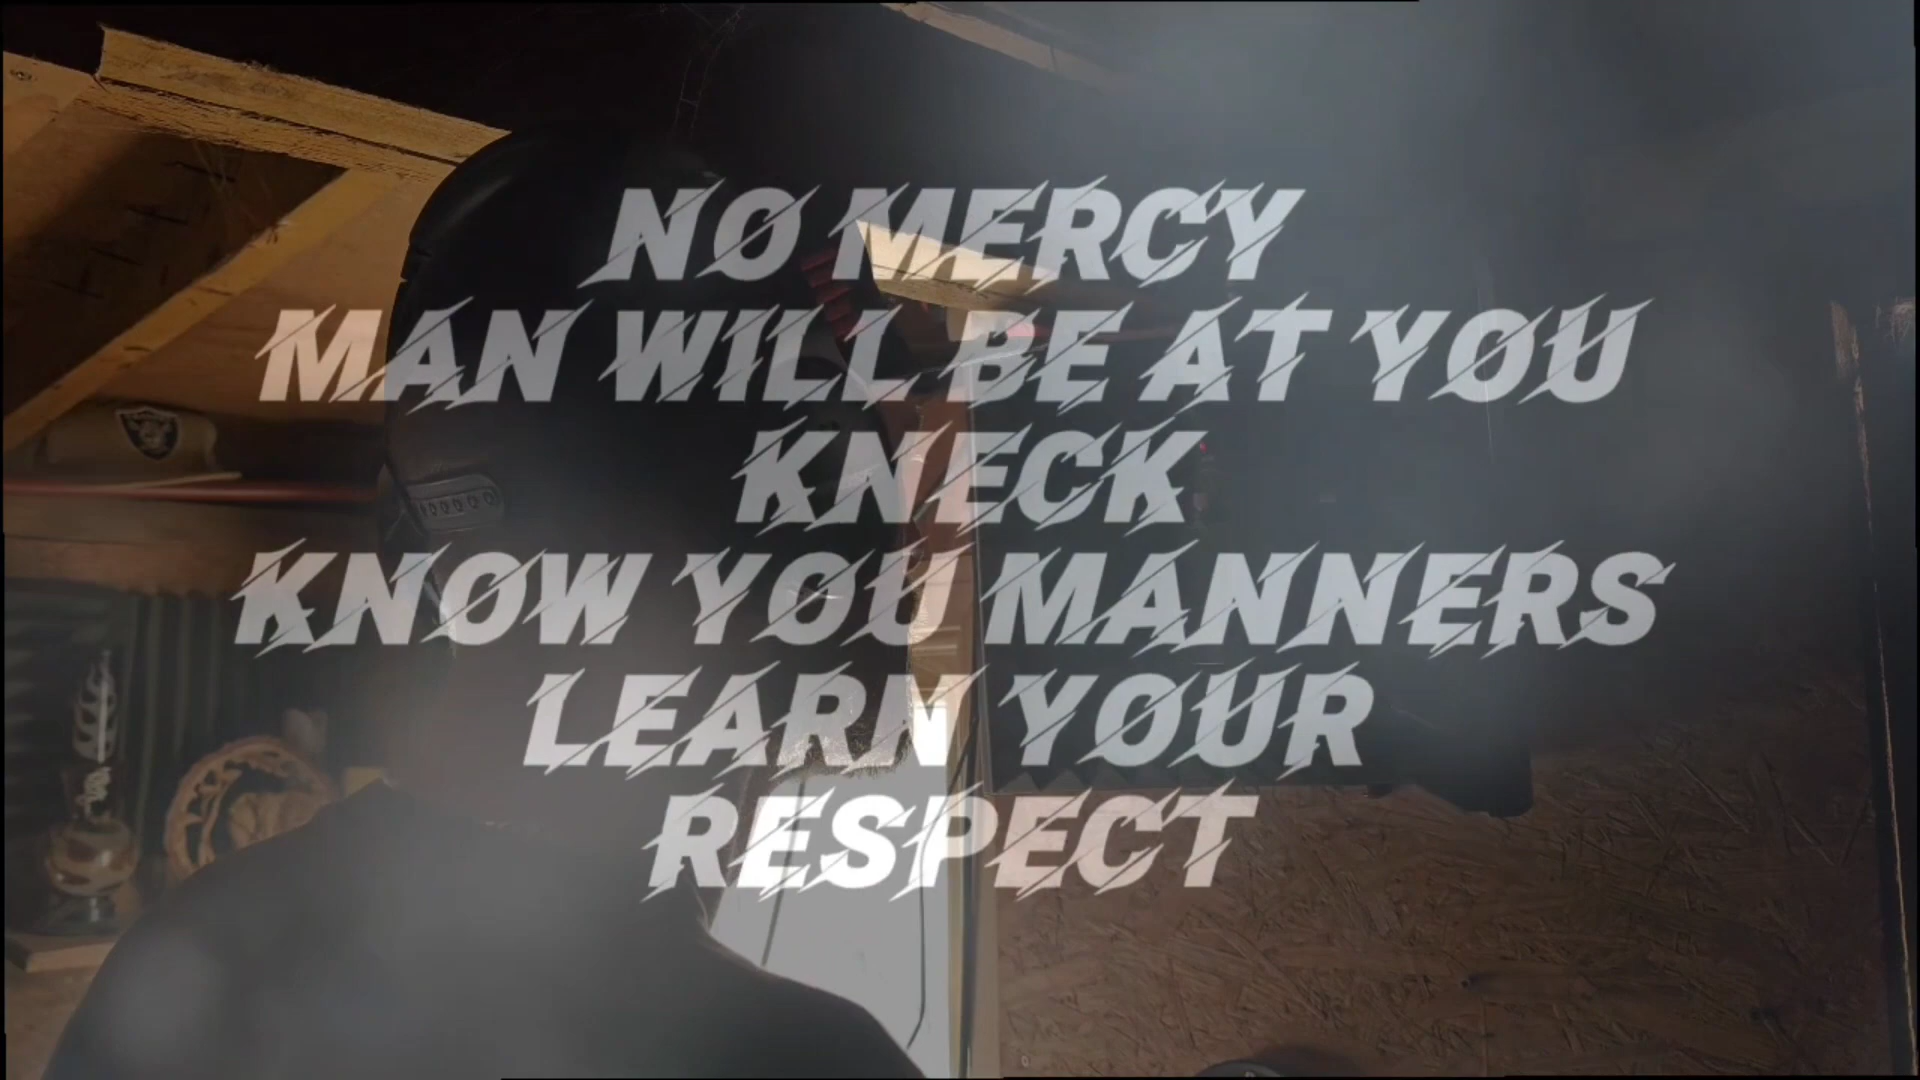 NO MERCY
MAN WILL BE AT YOU
KNECK
KNOW YOU MANNERS
LEARN YOUR
RESPECT